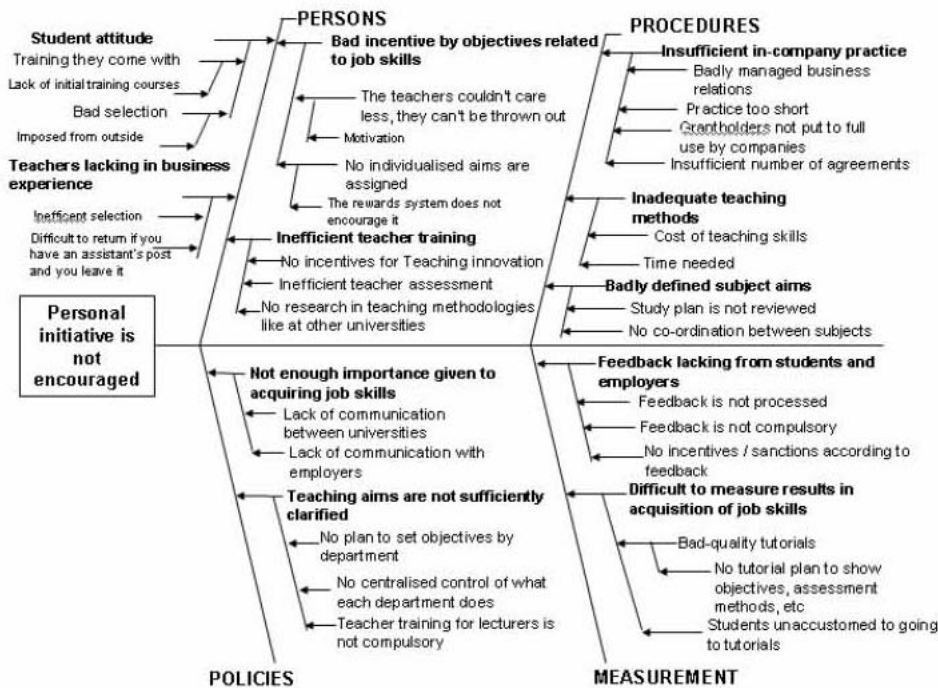 PERSONS
Student attitude
Training they come with
Lack of initial training courses
Bad selection
Imposed from outside
Teachers lacking in business
experience
Inefficent selection
Difficult to return if you
have an assistant's post
and you leave it
Bad incentive by objectives related
to job skills
The teachers couldn't care
less, they can't be thrown out
Motivation
No individualised aims are
assigned
The rewards system does not
encourage it
Inefficient teacher training
No incentives for Teaching innovation
Inefficient teacher assessment
No research in teaching methodologies
like at other universities
PROCEDURES
Insufficient in-company practice
Badly managed business
relations
Practice too short
Grantholders not put to full
use by companies
Insufficient number of agreements
Inadequate teaching
methods
Cost of teaching skills
Time needed
Badly defined subject aims
Study plan is not reviewed
No co-ordination between subjects
Personal
initiative is
not
encouraged
Not enough importance given to
acquiring job skills
Lack of communication
between universities
Lack of communication with
employers
Teaching aims are not sufficiently
clarified
No plan to set objectives by
department
No centralised control of what
each department does
Teacher training for lecturers is
not compulsory
POLICIES
Feedback lacking from students and
employers
Feedback is not processed
Feedback is not compulsory
No incentives / sanctions according to
feedback
Difficult to measure results in
acquisition of job skills
Bad-quality tutorials
No tutorial plan to show
objectives, assessment
methods, etc
Students unaccustomed to going
to tutorials
MEASUREMENT